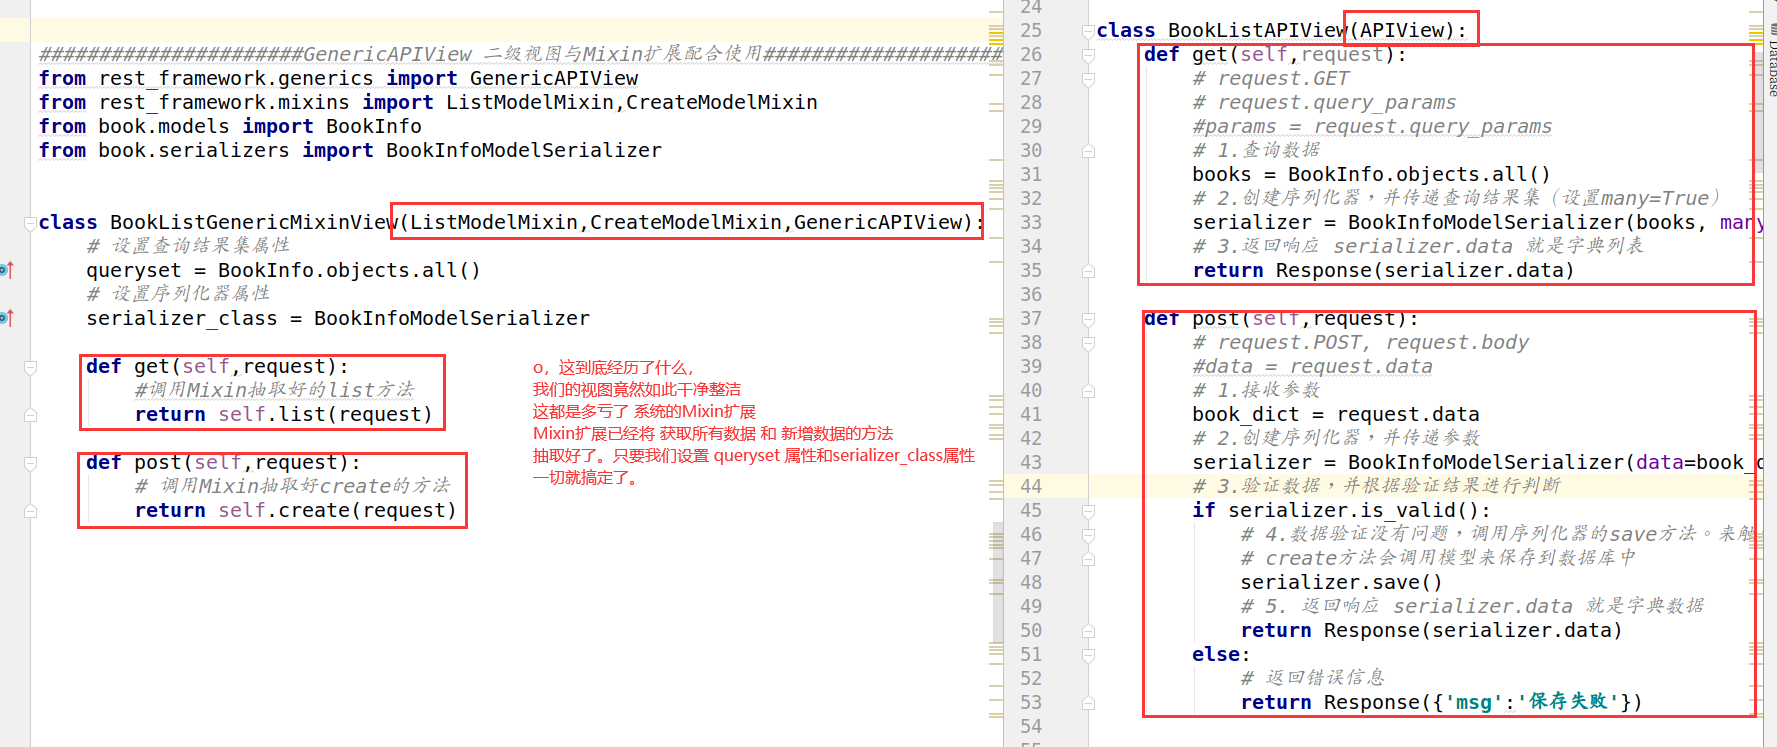 ######################GenericAPIView 二级视图与Mixin扩展配合使用####################
from rest_framework.generics import GenericAPIView
from rest_framework.mixins import ListModelMixin,CreateModelMixin
from book.models import BookInfo
from book.serializers import BookInfoModelSerializer
class BookListGenericMixinView(ListModelMixin,CreateModelMixin,GenericAPIView):
# 设置查询结果集属性
queryset = BookInfo.objects.all()
# 设置序列化器属性
serializer_class = BookInfoModelSerializer
def get(self,request):
#调用Mixin抽取好的list方法
return self.list(request)
def post(self,request):
# 调用Mixin抽取好create的方法
return self.create(request)
o，这到底经历了什么，
我们的视图竟然如此干净整洁
这都是多亏了 系统的Mixin扩展
Mixin扩展已经将 获取所有数据 和 新增数据的方法
抽取好了。只要我们设置 queryset 属性和serializer_class属性
一切就搞定了。
24
25 class BookListAPIView(APIView):
26 def get(self,request):
27 # request.GET
28 # request.query_params
29 #params = request.query_params
30 # 1.查询数据
31 books = BookInfo.objects.all()
32 # 2.创建序列化器，并传递查询结果集（设置many=True）
33 serializer = BookInfoModelSerializer(books, many
34 # 3.返回响应 serializer.data 就是字典列表
35 return Response(serializer.data)
36
37 def post(self,request):
38 # request.POST, request.body
39 #data = request.data
40 # 1.接收参数
41 book_dict = request.data
42 # 2.创建序列化器，并传递参数
43 serializer = BookInfoModelSerializer(data=book_d
44 # 3.验证数据，并根据验证结果进行判断
45 if serializer.is_valid():
46 # 4.数据验证没有问题，调用序列化器的save方法。来触
47 # create方法会调用模型来保存到数据库中
48 serializer.save()
49 # 5. 返回响应 serializer.data 就是字典数据
50 return Response(serializer.data)
51 else:
52 # 返回错误信息
53 return Response({'msg':'保存失败'})
54
Database